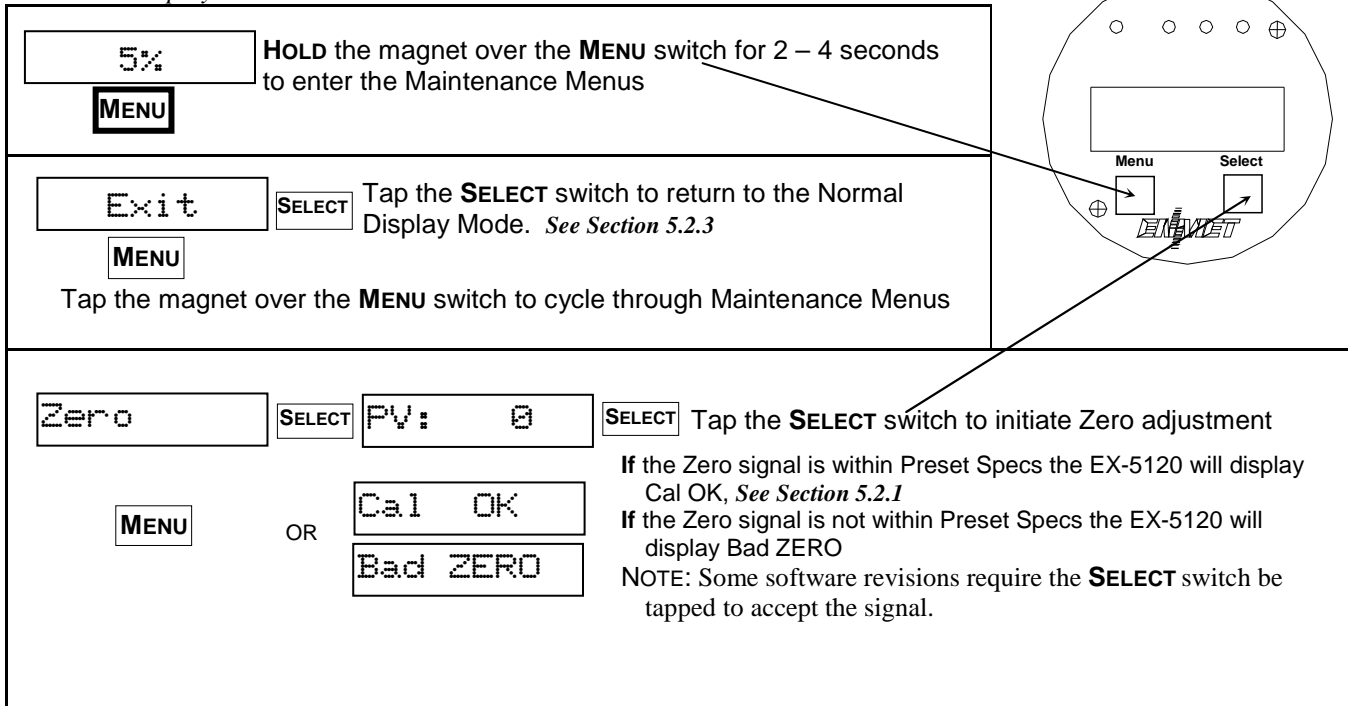 5%
HOLD the magnet over the MENU switch for 2 – 4 seconds
to enter the Maintenance Menus
MENU
Menu Select
ENMET
Exit
SELECT
Tap the SELECT switch to return to the Normal
Display Mode. See Section 5.2.3
MENU
Tap the magnet over the MENU switch to cycle through Maintenance Menus
Zero
SELECT
PV: 0
SELECT
Tap the SELECT switch to initiate Zero adjustment
If the Zero signal is within Preset Specs the EX-5120 will display
Cal OK, See Section 5.2.1
If the Zero signal is not within Preset Specs the EX-5120 will
display Bad ZERO
NOTE: Some software revisions require the SELECT switch be
tapped to accept the signal.
MENU
OR
Cal OK
Bad ZERO